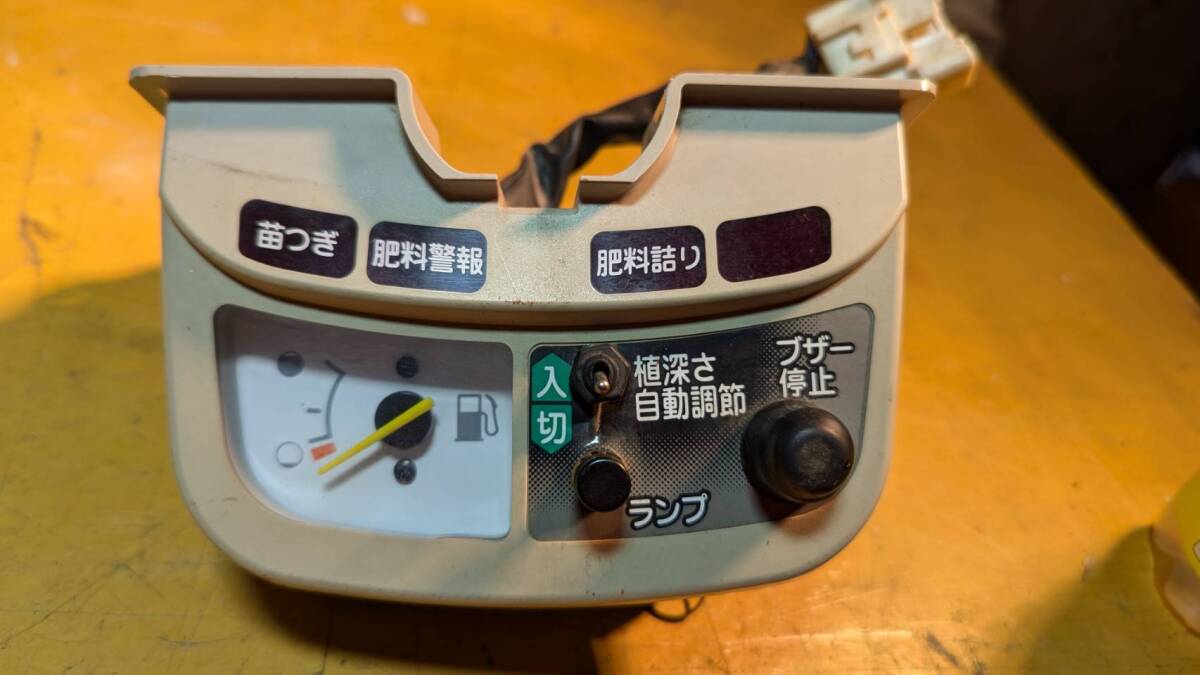 苗つぎ
肥料警報
肥料詰り
入
切
植深さ
自動調節
ブザー
停止
ランプ